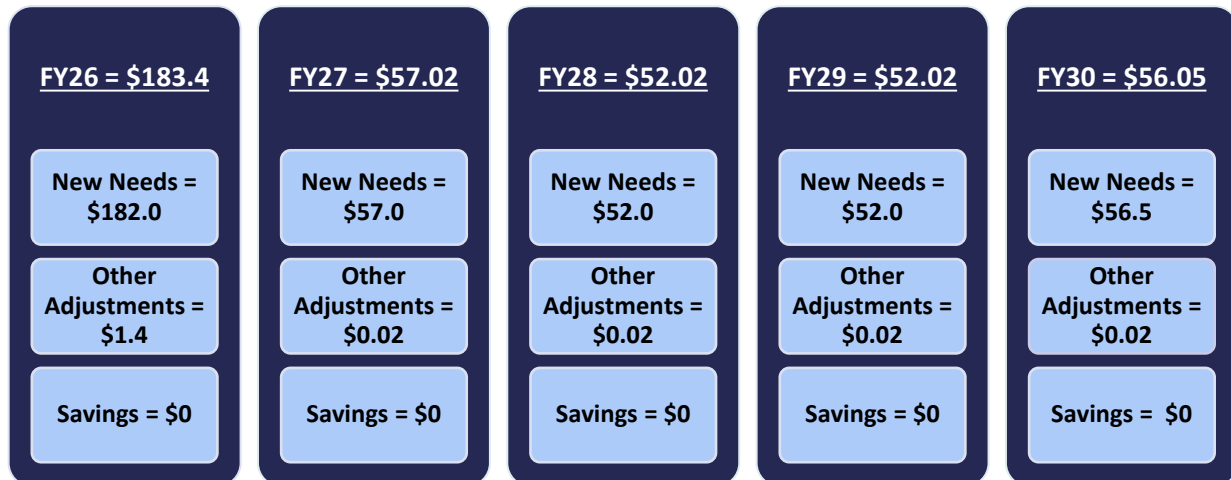 FY26 = $183.4
New Needs =
$182.0
Other
Adjustments =
$1.4
Savings = $0
FY27 = $57.02
New Needs =
$57.0
Other
Adjustments =
$0.02
Savings = $0
FY28 = $52.02
New Needs =
$52.0
Other
Adjustments =
$0.02
Savings = $0
FY29 = $52.02
New Needs =
$52.0
Other
Adjustments =
$0.02
Savings = $0
FY30 = $56.05
New Needs =
$56.5
Other
Adjustments =
$0.02
Savings =  $0